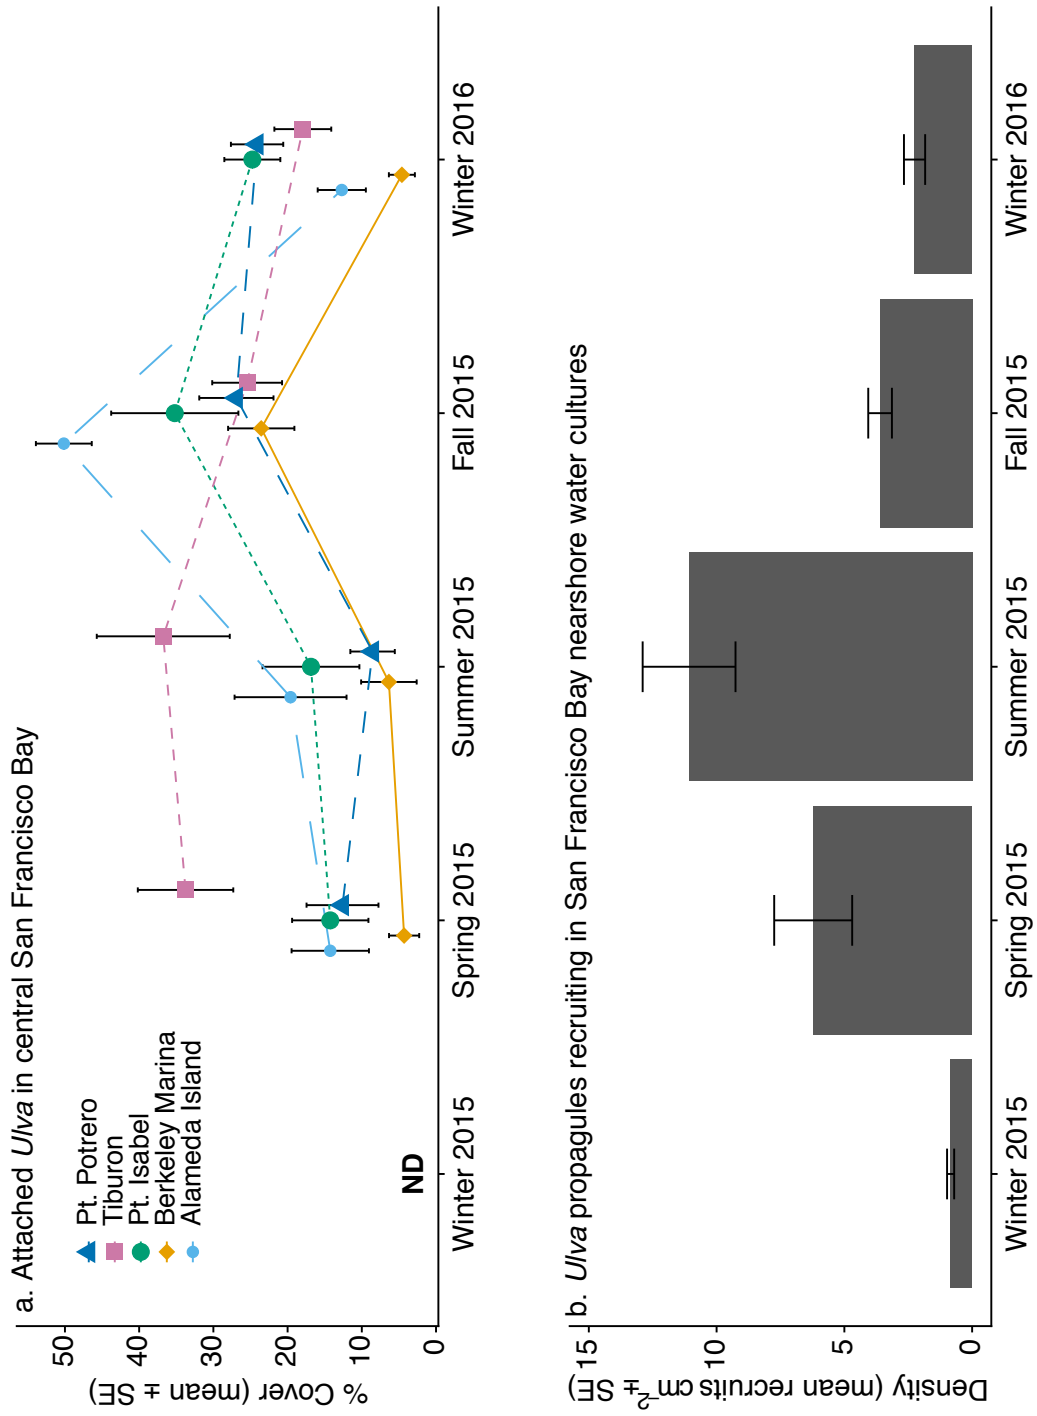 a. Attached Ulva in central San Francisco Bay
% Cover (mean ± SE)
50
40
30
20
10
0
Pt. Potrero
Tiburon
Pt. Isabel
Berkeley Marina
Alameda Island
ND
Winter 2015
Spring 2015
Summer 2015
Fall 2015
Winter 2016
b. Ulva propagules recruiting in San Francisco Bay nearshore water cultures
Density (mean recruits cm⁻² ± SE)
15
10
5
0
Winter 2015
Spring 2015
Summer 2015
Fall 2015
Winter 2016